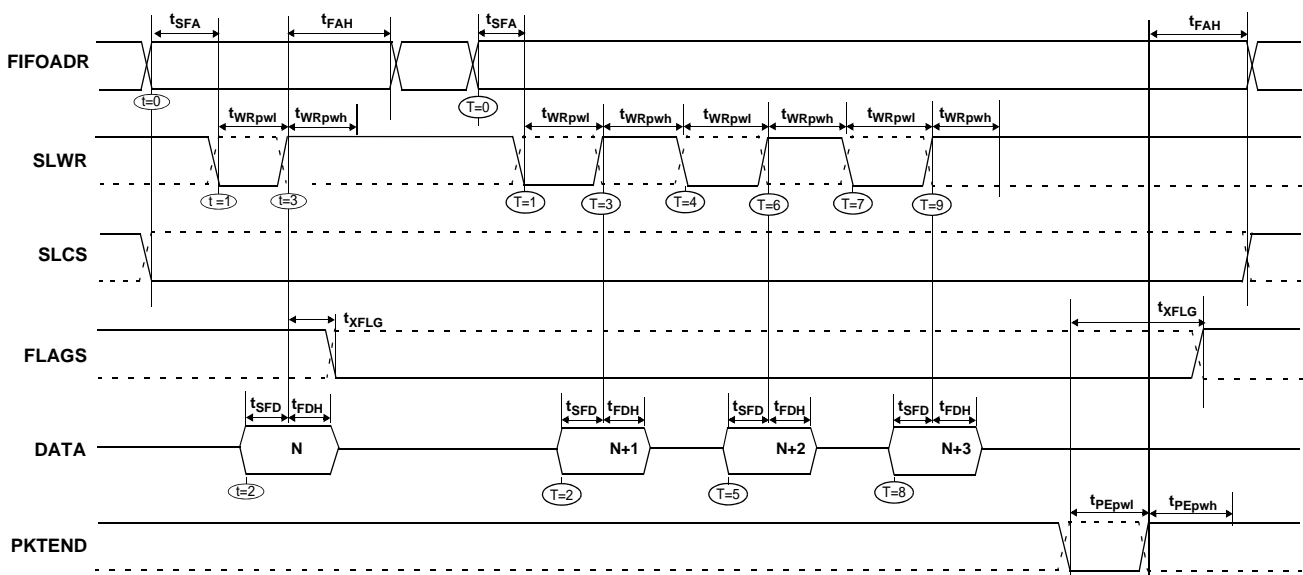 tSFA tFAH tSFA tFAH
FIFOADR
t=0 T=0
tWRpwl tWRpwh tWRpwl tWRpwh tWRpwl tWRpwh tWRpwl tWRpwh
SLWR
t =1 t=3 T=1 T=3 T=4 T=6 T=7 T=9
SLCS
tXFLG tXFLG
FLAGS
tSFD tFDH tSFD tFDH tSFD tFDH tSFD tFDH
DATA N N+1 N+2 N+3
t=2 T=2 T=5 T=8
tPEpwl tPEpwh
PKTEND